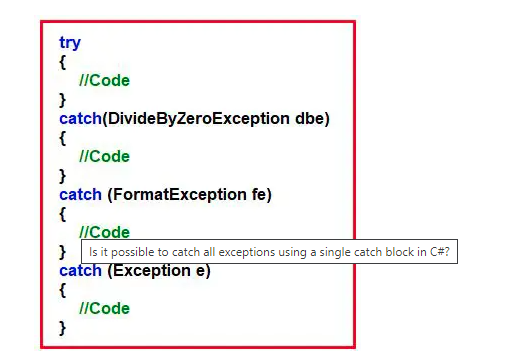 try
{
//Code
}
catch(DivideByZeroException dbe)
{
//Code
}
catch (FormatException fe)
{
//Code
Is it possible to catch all exceptions using a single catch block in C#?
}
catch (Exception e)
{
//Code
}